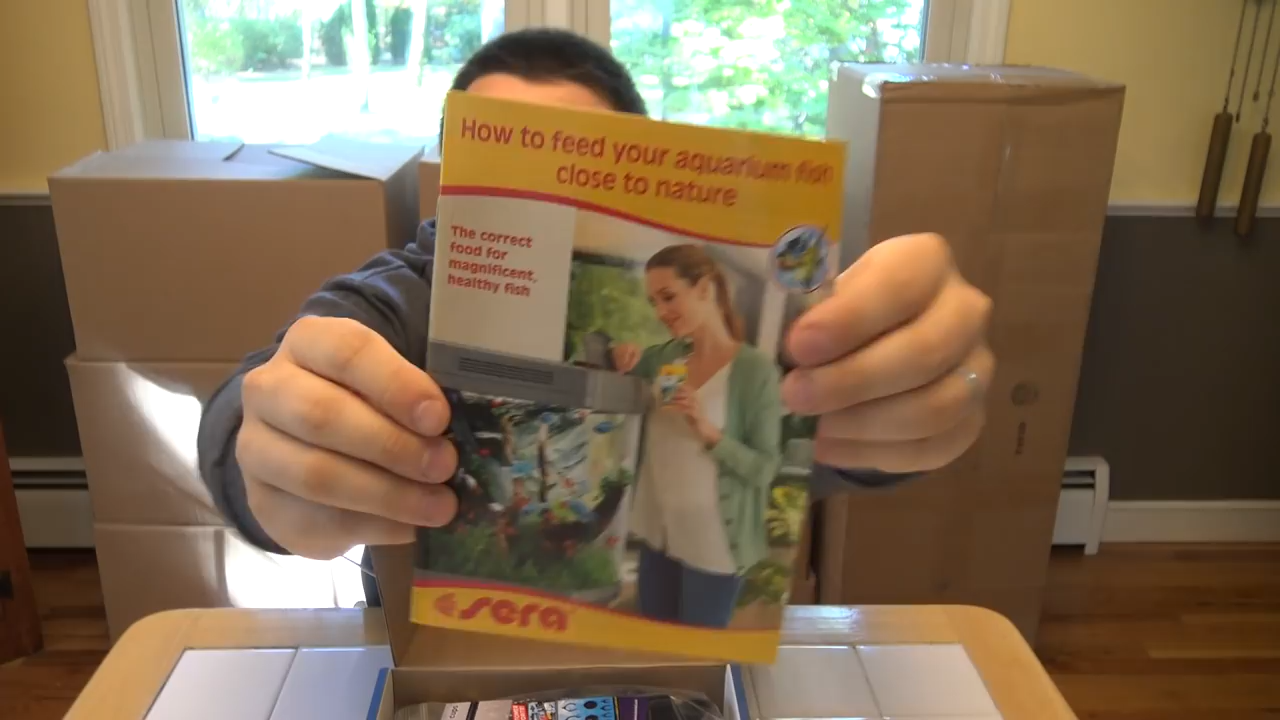 How to feed your aquarium fish
close to nature
The correct
food for
magnificent,
healthy fish
sera